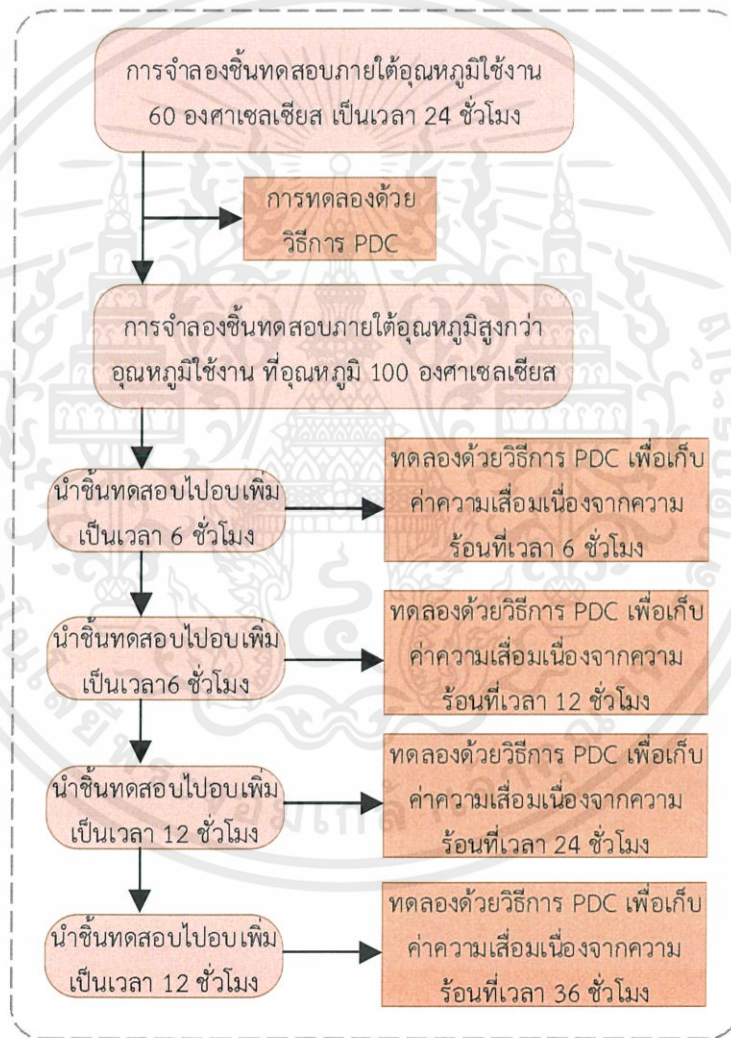 การจำลองชิ้นทดสอบภายใต้อุณหภูมิใช้งาน
60 องศาเซลเซียส เป็นเวลา 24 ชั่วโมง
การทดลองด้วย
วิธีการ PDC
การจำลองชิ้นทดสอบภายใต้อุณหภูมิสูงกว่า
อุณหภูมิใช้งาน ที่อุณหภูมิ 100 องศาเซลเซียส
นำชิ้นทดสอบไปอบเพิ่ม
เป็นเวลา 6 ชั่วโมง
ทดลองด้วยวิธีการ PDC เพื่อเก็บ
ค่าความเสื่อมเนื่องจากความ
ร้อนที่เวลา 6 ชั่วโมง
นำชิ้นทดสอบไปอบเพิ่ม
เป็นเวลา6 ชั่วโมง
ทดลองด้วยวิธีการ PDC เพื่อเก็บ
ค่าความเสื่อมเนื่องจากความ
ร้อนที่เวลา 12 ชั่วโมง
นำชิ้นทดสอบไปอบเพิ่ม
เป็นเวลา 12 ชั่วโมง
ทดลองด้วยวิธีการ PDC เพื่อเก็บ
ค่าความเสื่อมเนื่องจากความ
ร้อนที่เวลา 24 ชั่วโมง
นำชิ้นทดสอบไปอบเพิ่ม
เป็นเวลา 12 ชั่วโมง
ทดลองด้วยวิธีการ PDC เพื่อเก็บ
ค่าความเสื่อมเนื่องจากความ
ร้อนที่เวลา 36 ชั่วโมง